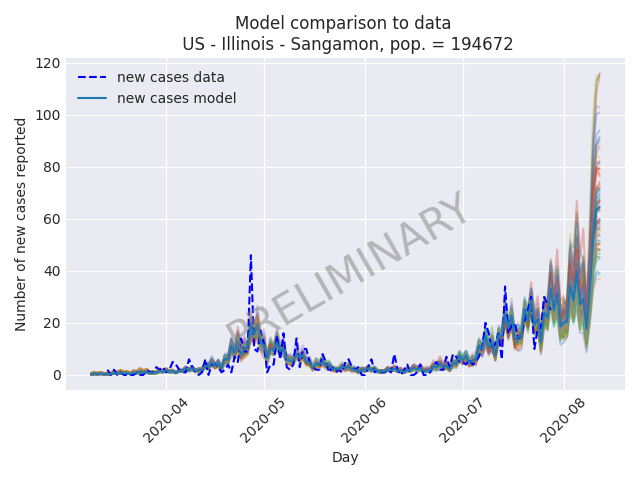 Model comparison to data
US - Illinois - Sangamon, pop. = 194672
120
100
80
60
40
20
0
Number of new cases reported
new cases data
new cases model
PRELIMINARY
2020-04
2020-05
2020-06
2020-07
2020-08
Day